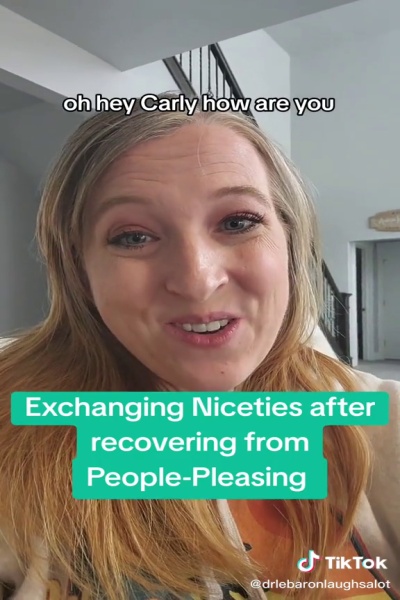 oh hey Carly how are you
Exchanging Niceties after
recovering from
People-Pleasing
TikTok
@drlebaronlaughsalot